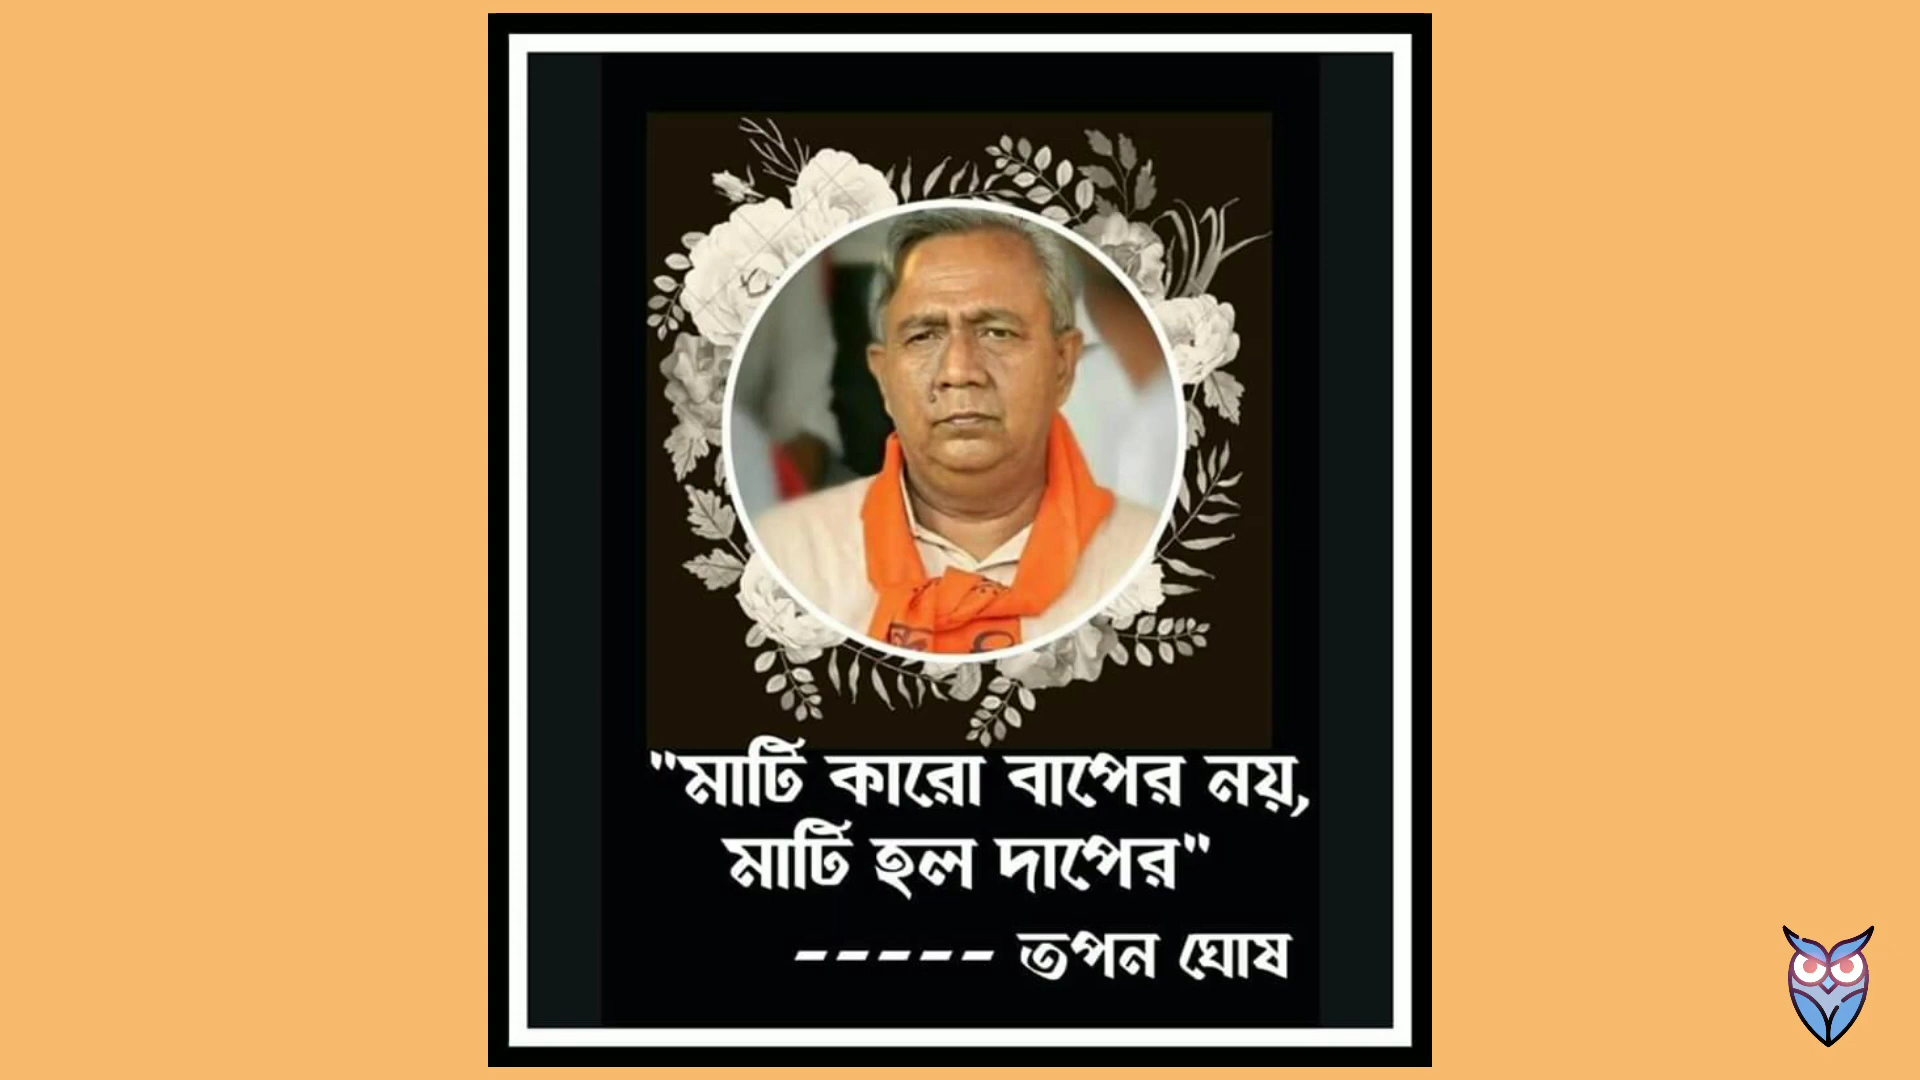 "মাটি কারো বাপের নয়,
মাটি হল দাপের"
----- তপন ঘোষ